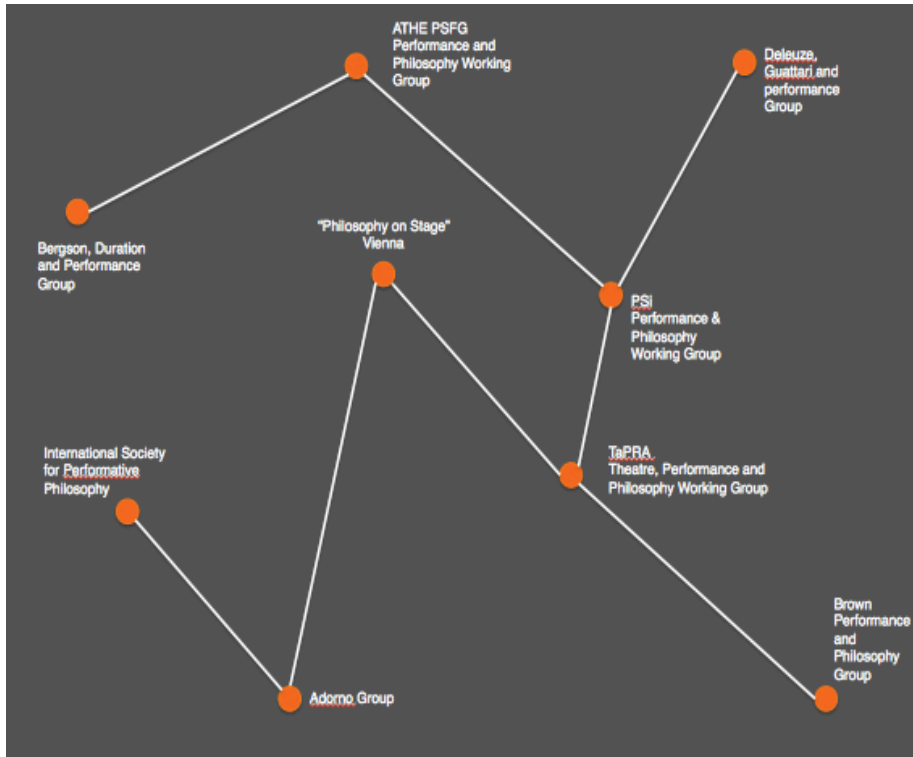 ATHE PSFG
Performance and
Philosophy Working
Group
Deleuze,
Guattari and
performance
Group
Bergson, Duration
and Performance
Group
"Philosophy on Stage"
Vienna
PSi
Performance &
Philosophy
Working Group
International Society
for Performative
Philosophy
TaPRA
Theatre, Performance and
Philosophy Working Group
Brown
Performance
and
Philosophy
Group
Adorno Group